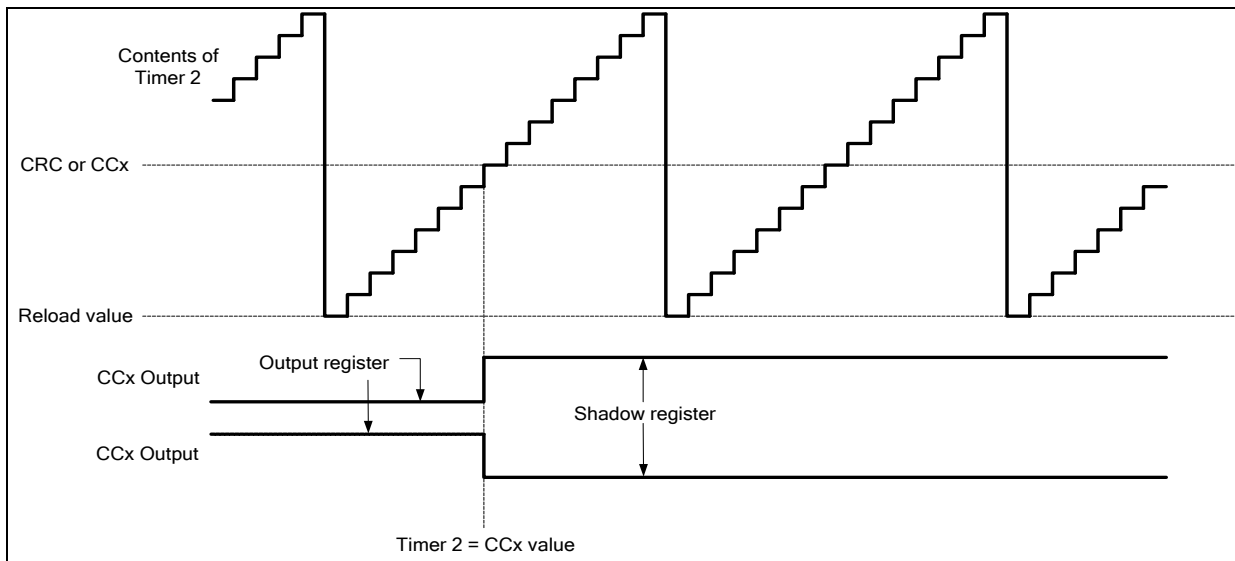 Contents of
Timer 2
CRC or CCx
Reload value
Output register
CCx Output
Shadow register
CCx Output
Timer 2 = CCx value